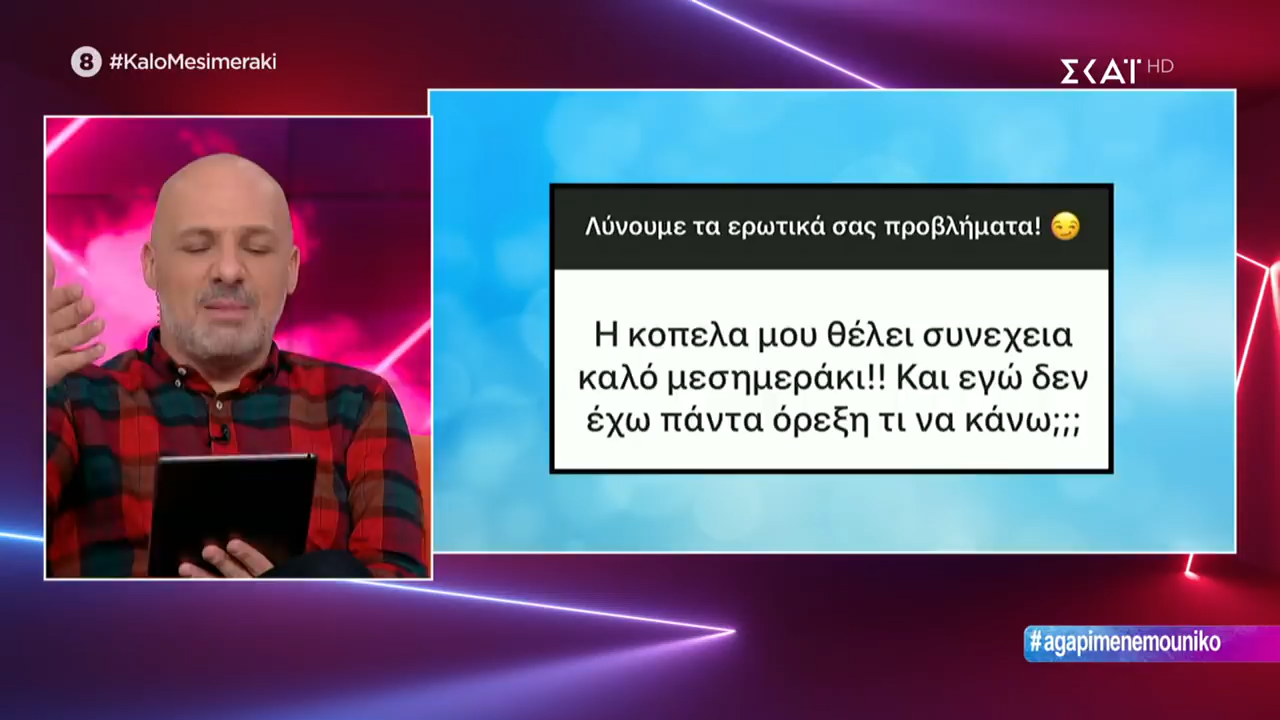 8 #KaloMesimeraki
ΣΚΑΪ HD
Λύνουμε τα ερωτικά σας προβλήματα! 😏
Η κοπελα μου θέλει συνεχεια
καλό μεσημεράκι!! Και εγώ δεν
έχω πάντα όρεξη τι να κάνω;;;
#agapimenemouniko